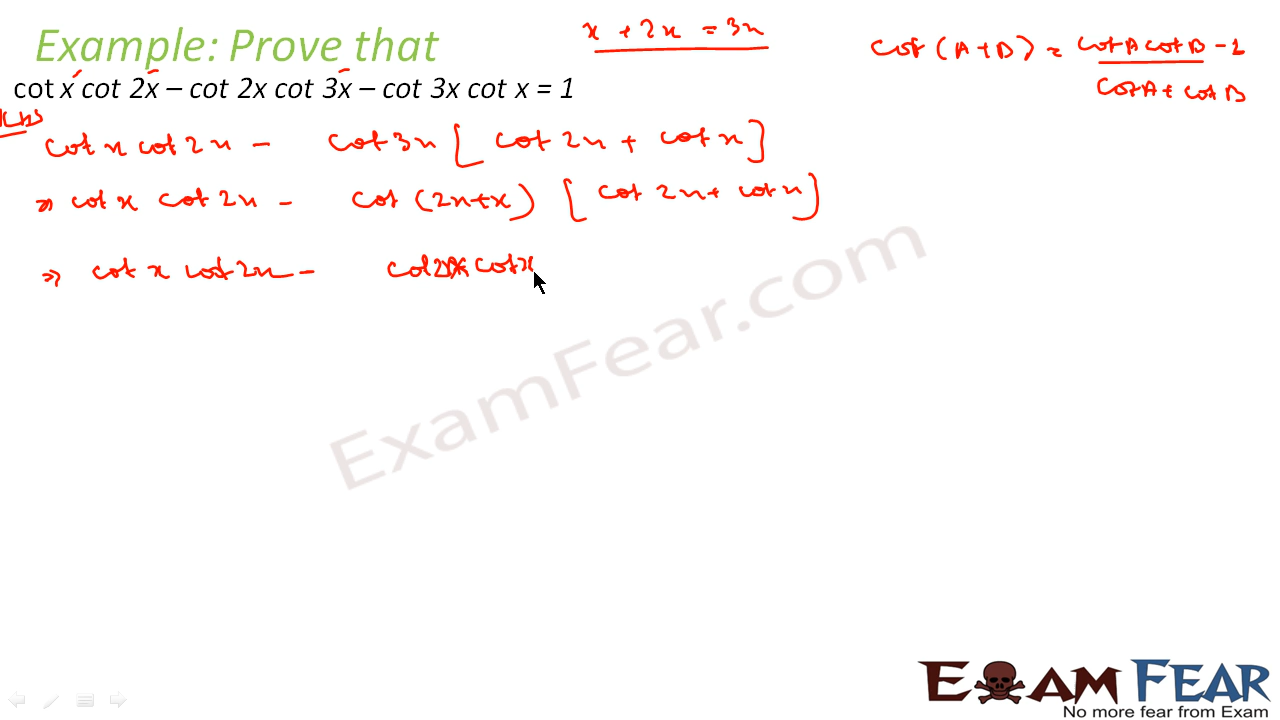 Example: Prove that
x + 2x = 3x
cot (A+B) = cotA cotB - 1
cotA + cotB
cot x cot 2x – cot 2x cot 3x – cot 3x cot x = 1
LHS
cot x cot 2x - cot 3x [cot 2x + cot x]
⇒ cot x cot 2x - cot (2x+x) [cot 2x + cot x]
⇒ cot x cot 2x - cot2x cotx
ExamFear.com
EXAM FEAR
No more fear from Exam